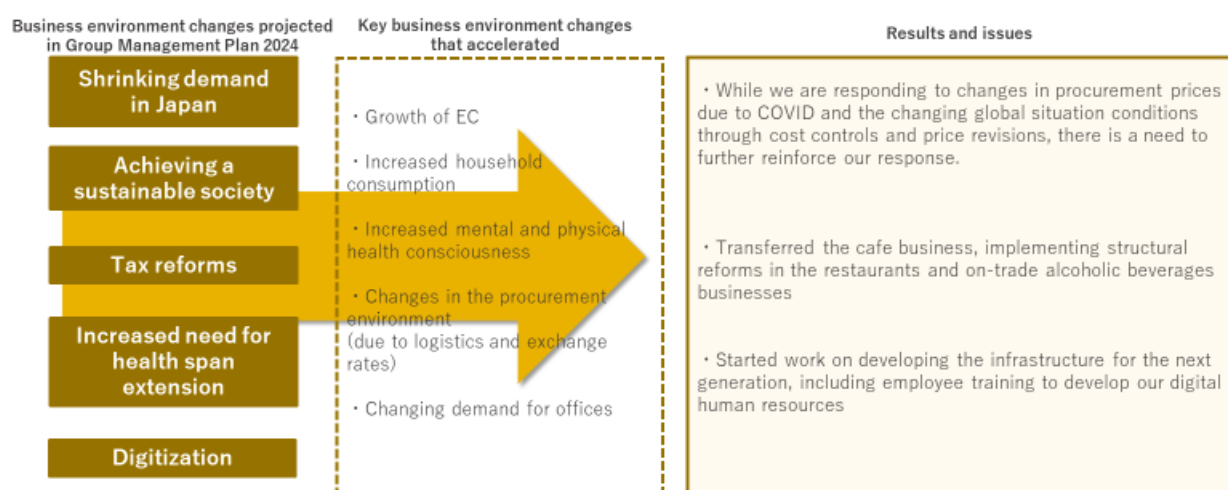 Business environment changes projected
in Group Management Plan 2024
Shrinking demand
in Japan
Achieving a
sustainable society
Tax reforms
Increased need for
health span
extension
Digitization
Key business environment changes
that accelerated
・Growth of EC
・Increased household
consumption
・Increased mental and physical
health consciousness
・Changes in the procurement
environment
(due to logistics and exchange
rates)
・Changing demand for offices
Results and issues
・While we are responding to changes in procurement prices
due to COVID and the changing global situation conditions
through cost controls and price revisions, there is a need to
further reinforce our response.
・Transferred the cafe business, implementing structural
reforms in the restaurants and on-trade alcoholic beverages
businesses
・Started work on developing the infrastructure for the next
generation, including employee training to develop our digital
human resources